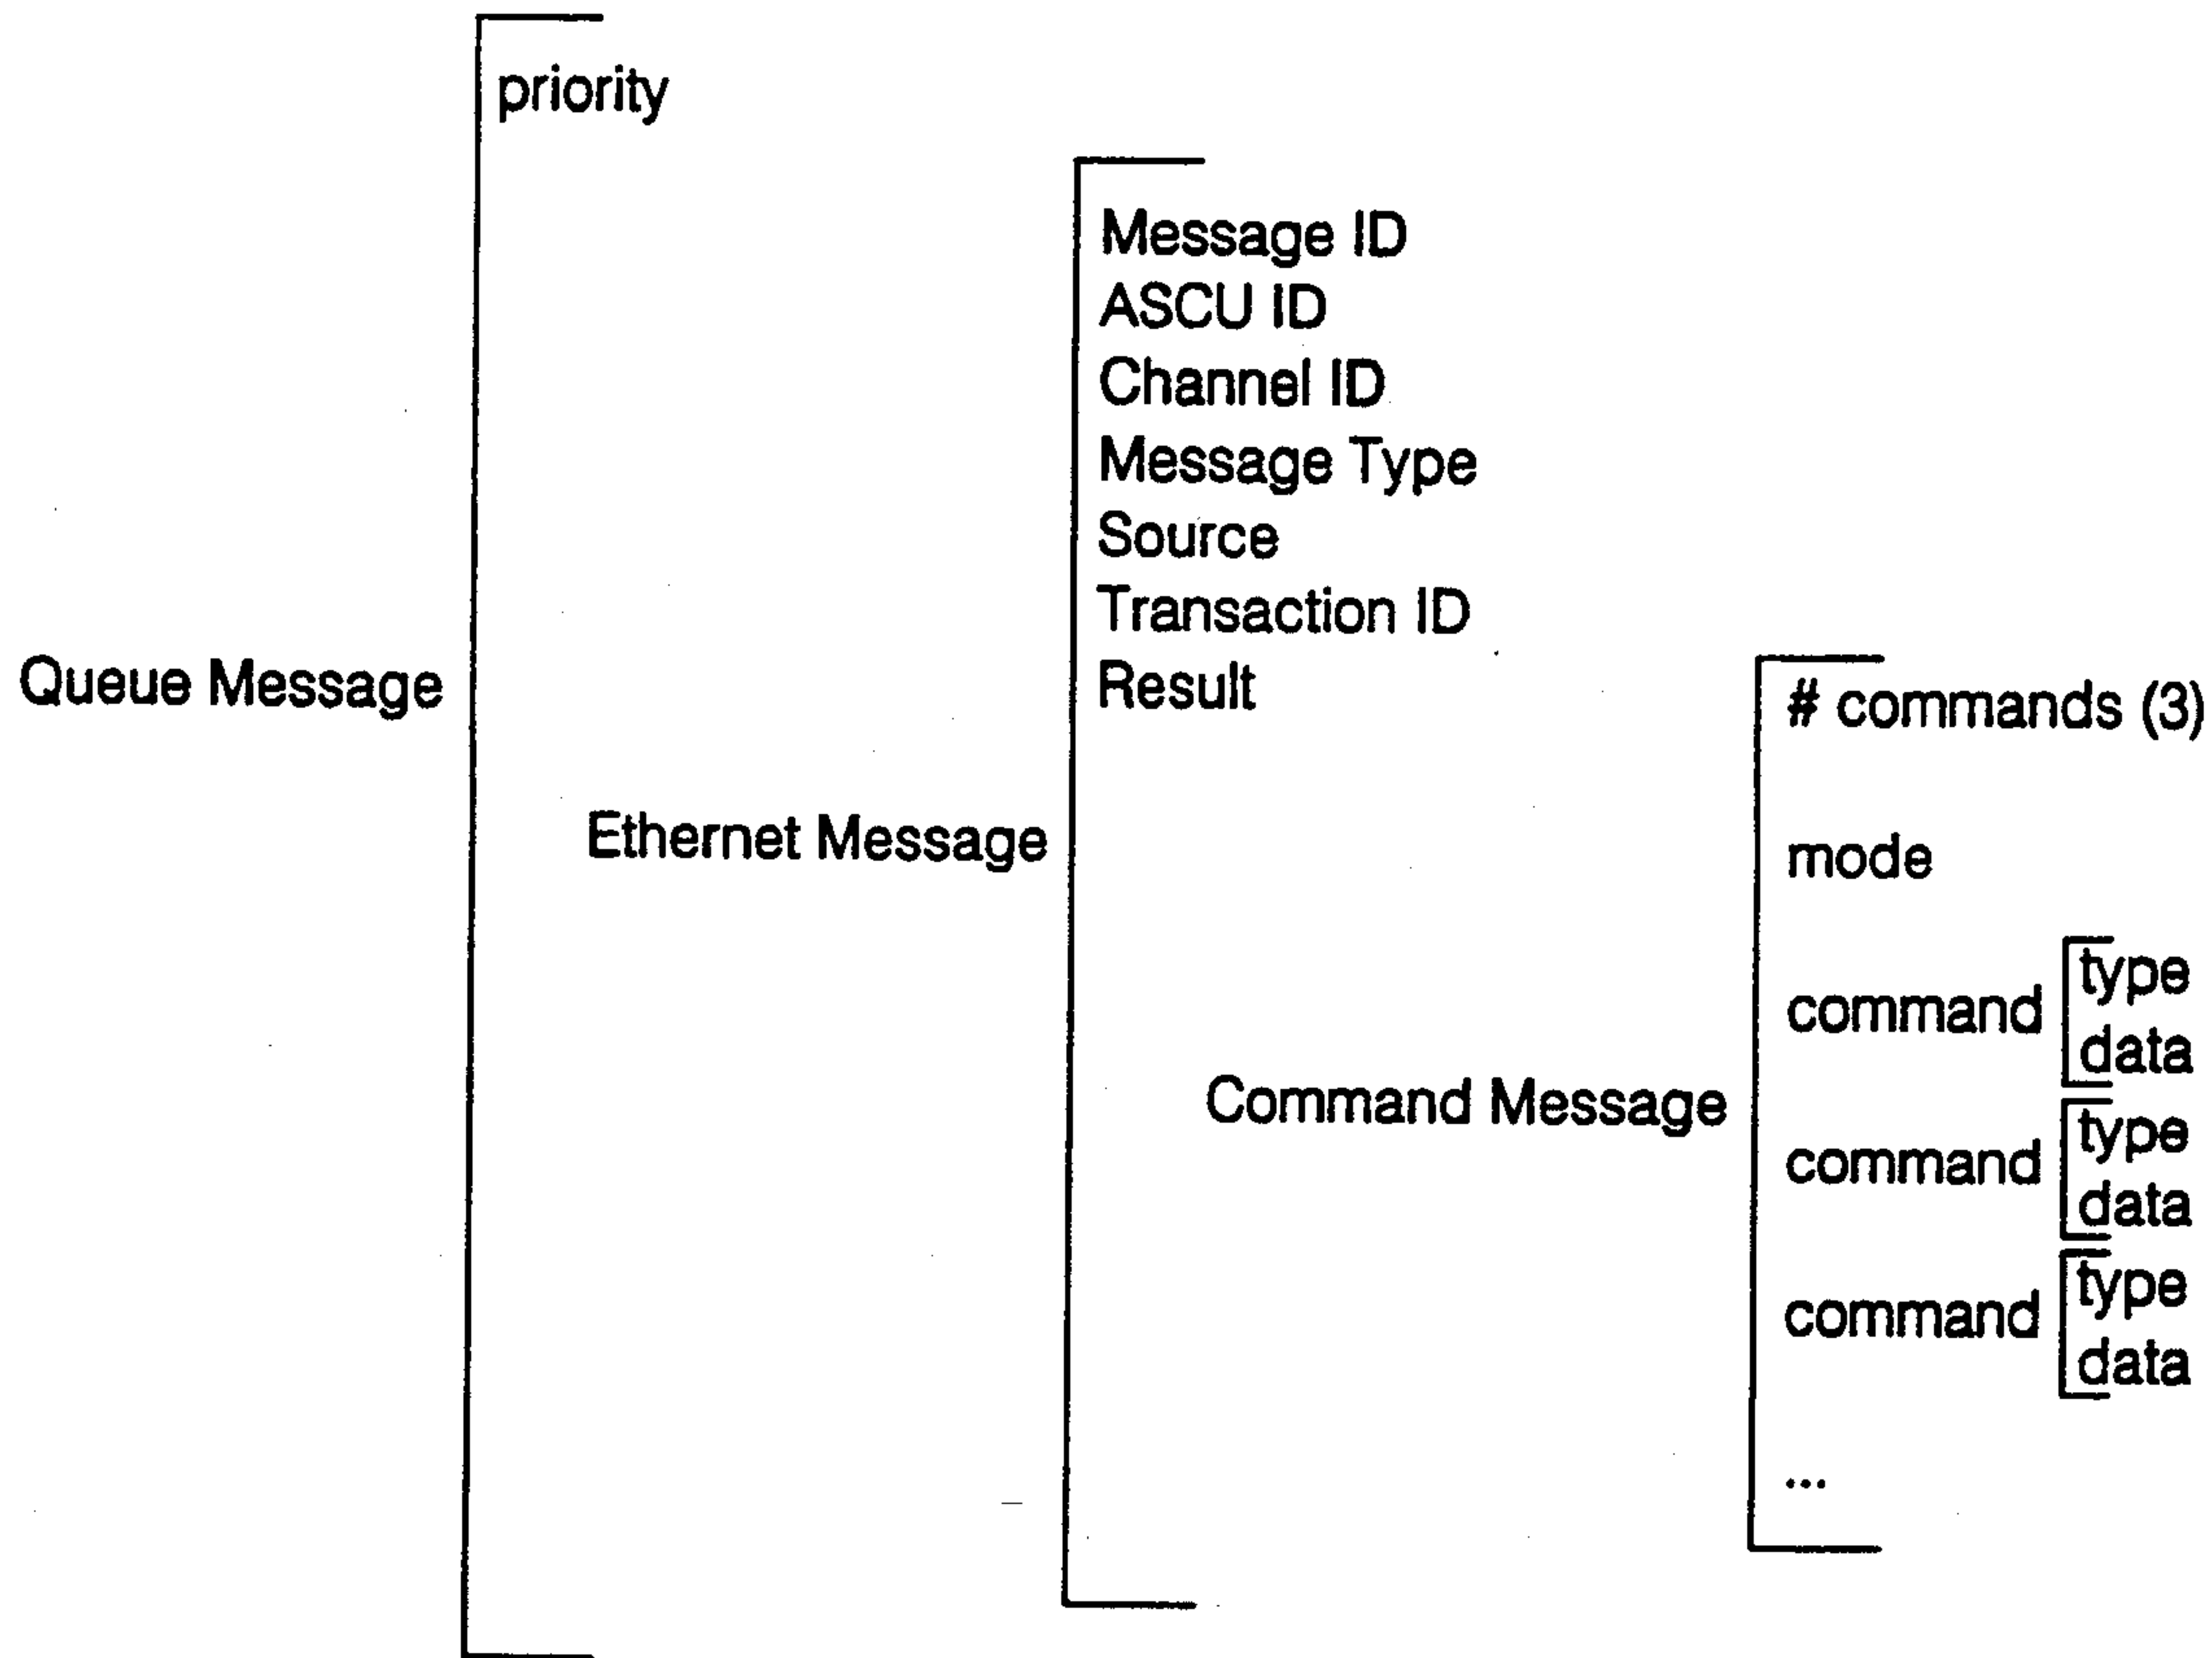 priority
Message ID
ASCU ID
Channel ID
Message Type
Source
Transaction ID
Queue Message
Result
# commands (3)
Ethernet Message
mode
command
type
data
Command Message
command
type
data
command
type
data
...